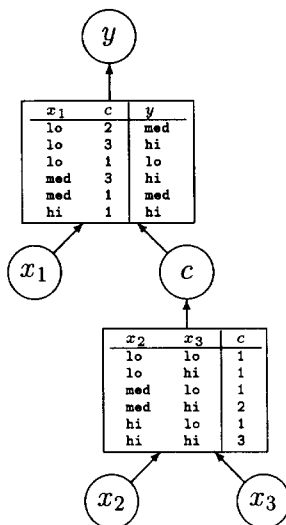 y
x1 c y
lo 2 med
lo 3 hi
lo 1 lo
med 3 hi
med 1 med
hi 1 hi
x1 c
x2 x3 c
lo lo 1
lo hi 1
med lo 1
med hi 2
hi lo 1
hi hi 3
x2 x3